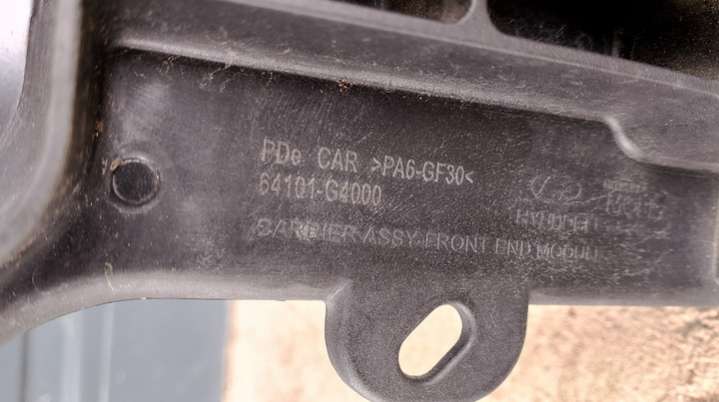 PDe CAR >PA6-GF30<
64101-G4000
HYUNDAI
CARRIER ASSY-FRONT END MODULE